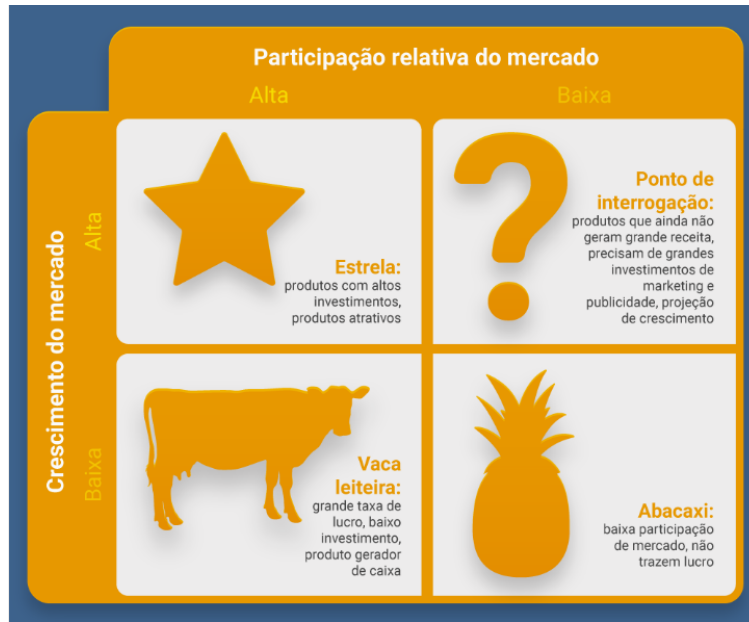 Participação relativa do mercado
Alta
Baixa
Crescimento do mercado
Alta
Baixa
Estrela:
produtos com altos
investimentos,
produtos atrativos
?
Ponto de
interrogação:
produtos que ainda não
geram grande receita,
precisam de grandes
investimentos de
marketing e
publicidade, projeção
de crescimento
Vaca
leiteira:
grande taxa de
lucro, baixo
investimento,
produto gerador
de caixa
Abacaxi:
baixa participação
de mercado, não
trazem lucro